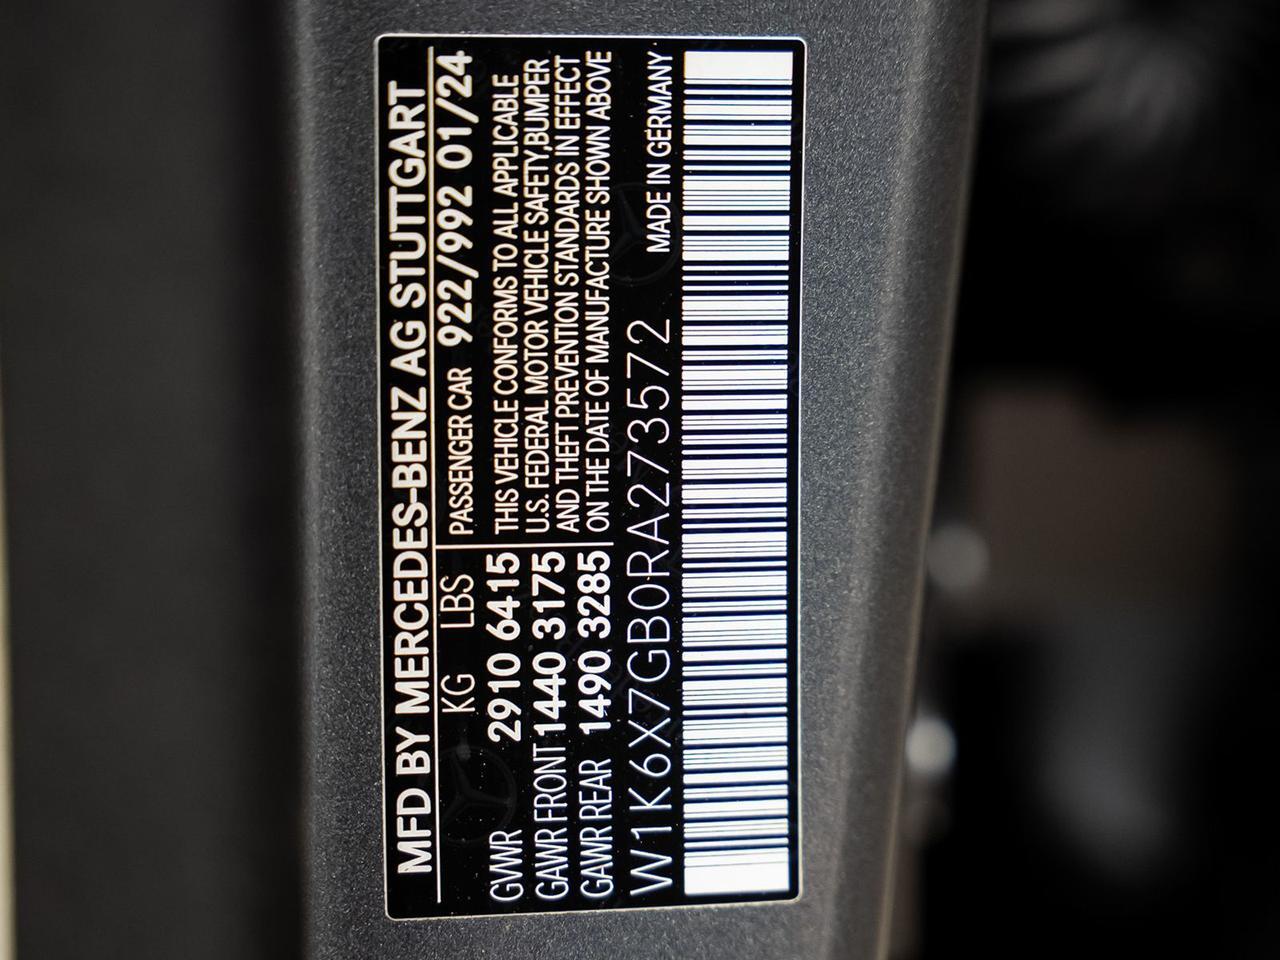 MFD BY MERCEDES-BENZ AG STUTTGART
KG LBS
GVWR 2910 6415
GAWR FRONT 1440 3175
GAWR REAR 1490 3285
PASSENGER CAR 922/992 01/24
THIS VEHICLE CONFORMS TO ALL APPLICABLE
U.S. FEDERAL MOTOR VEHICLE SAFETY,BUMPER
AND THEFT PREVENTION STANDARDS IN EFFECT
ON THE DATE OF MANUFACTURE SHOWN ABOVE
W1K6X7GB0RA273572 MADE IN GERMANY